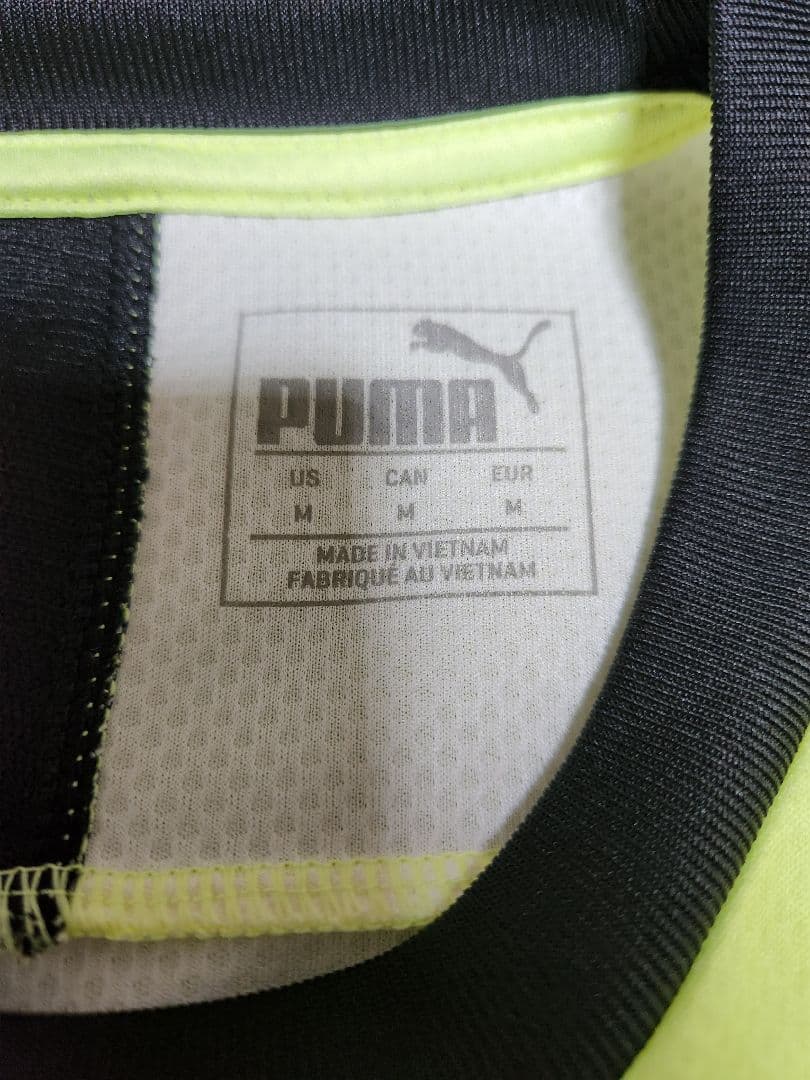 PUMA
US CAN EUR
M M M
MADE IN VIETNAM
FABRIQUÉ AU VIETNAM